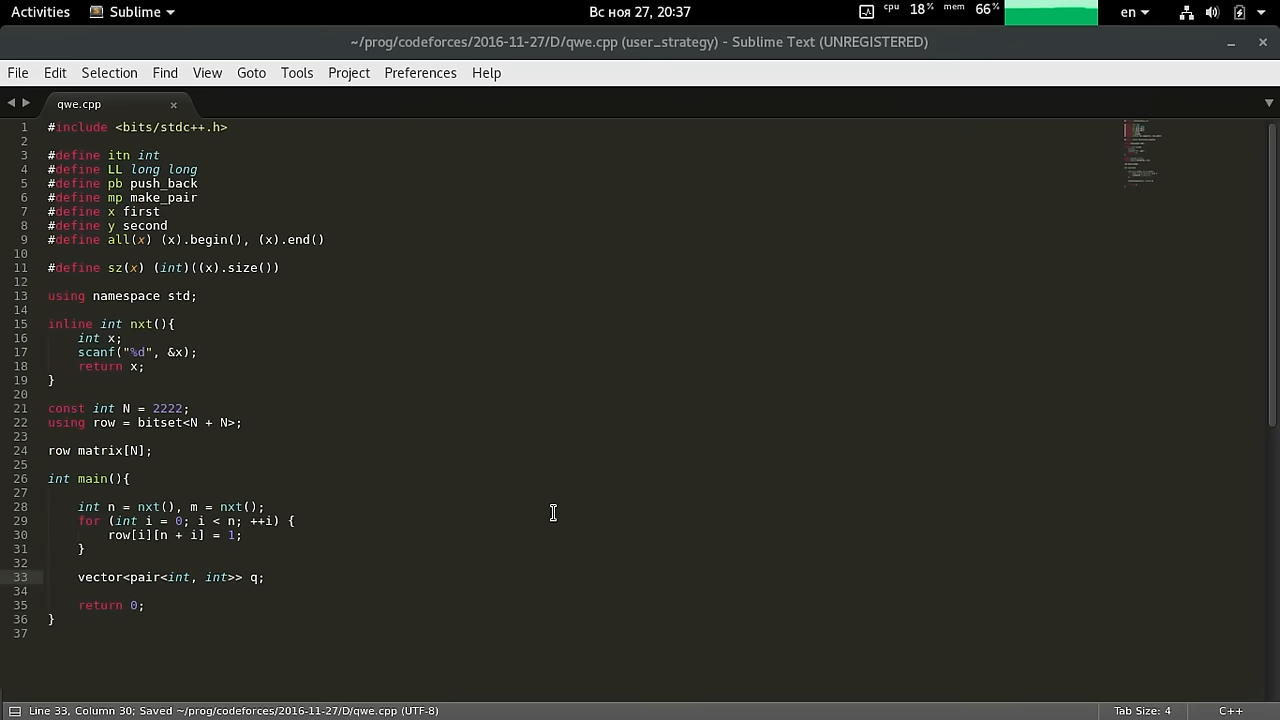 Activities Sublime Вс ноя 27, 20:37 cpu 18% mem 66% en
~/prog/codeforces/2016-11-27/D/qwe.cpp (user_strategy) - Sublime Text (UNREGISTERED)
File Edit Selection Find View Goto Tools Project Preferences Help
qwe.cpp
1 #include <bits/stdc++.h>
2
3 #define itn int
4 #define LL long long
5 #define pb push_back
6 #define mp make_pair
7 #define x first
8 #define y second
9 #define all(x) (x).begin(), (x).end()
10
11 #define sz(x) (int)((x).size())
12
13 using namespace std;
14
15 inline int nxt(){
16 int x;
17 scanf("%d", &x);
18 return x;
19 }
20
21 const int N = 2222;
22 using row = bitset<N + N>;
23
24 row matrix[N];
25
26 int main(){
27
28 int n = nxt(), m = nxt();
29 for (int i = 0; i < n; ++i) {
30 row[i][n + i] = 1;
31 }
32
33 vector<pair<int, int>> q;
34
35 return 0;
36 }
37
Line 33, Column 30; Saved ~/prog/codeforces/2016-11-27/D/qwe.cpp (UTF-8) Tab Size: 4 C++